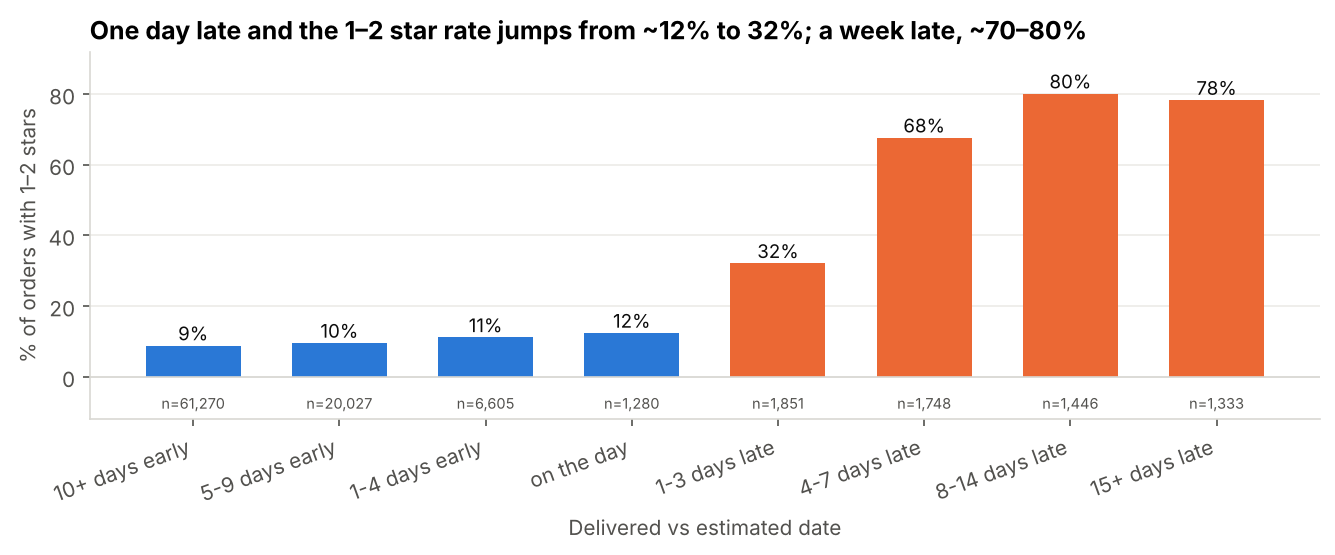 One day late and the 1–2 star rate jumps from ~12% to 32%; a week late, ~70–80%
% of orders with 1–2 stars
80
60
40
20
0
9%
10%
11%
12%
32%
68%
80%
78%
n=61,270
n=20,027
n=6,605
n=1,280
n=1,851
n=1,748
n=1,446
n=1,333
10+ days early
5-9 days early
1-4 days early
on the day
1-3 days late
4-7 days late
8-14 days late
15+ days late
Delivered vs estimated date